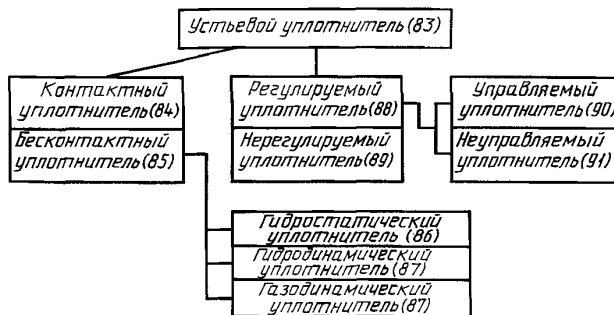 Устьевой уплотнитель(83)
Контактный
уплотнитель(84)
Бесконтактный
уплотнитель(85)
Регулируемый
уплотнитель(88)
Нерегулируемый
уплотнитель(89)
Управляемый
уплотнитель(90)
Неуправляемый
уплотнитель(91)
Гидростатический
уплотнитель (86)
Гидродинамический
уплотнитель(87)
Газодинамический
уплотнитель(87)